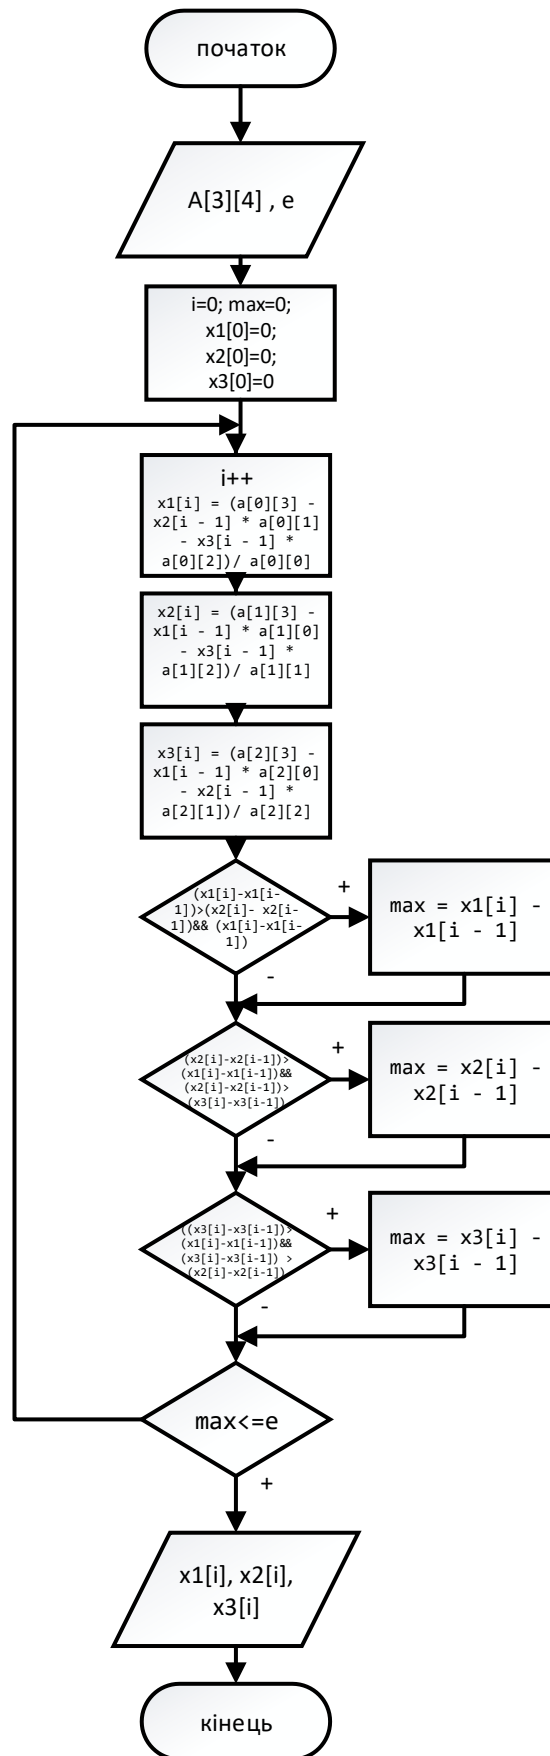 початок
A[3][4] , e
i=0; max=0;
x1[0]=0;
x2[0]=0;
x3[0]=0
i++
x1[i] = (a[0][3] -
x2[i - 1] * a[0][1]
- x3[i - 1] *
a[0][2])/ a[0][0]
x2[i] = (a[1][3] -
x1[i - 1] * a[1][0]
- x3[i - 1] *
a[1][2])/ a[1][1]
x3[i] = (a[2][3] -
x1[i - 1] * a[2][0]
- x2[i - 1] *
a[2][1])/ a[2][2]
(x1[i]-x1[i-
1])>(x2[i]- x2[i-
1])&& (x1[i]-x1[i-
1])
+
max = x1[i] -
x1[i - 1]
-
(x2[i]-x2[i-1])>
(x1[i]-x1[i-1])&&
(x2[i]-x2[i-1])>
(x3[i]-x3[i-1])
+
max = x2[i] -
x2[i - 1]
-
((x3[i]-x3[i-1])>
(x1[i]-x1[i-1])&&
(x3[i]-x3[i-1]) >
(x2[i]-x2[i-1])
+
max = x3[i] -
x3[i - 1]
-
max<=e
+
x1[i], x2[i],
x3[i]
кінець